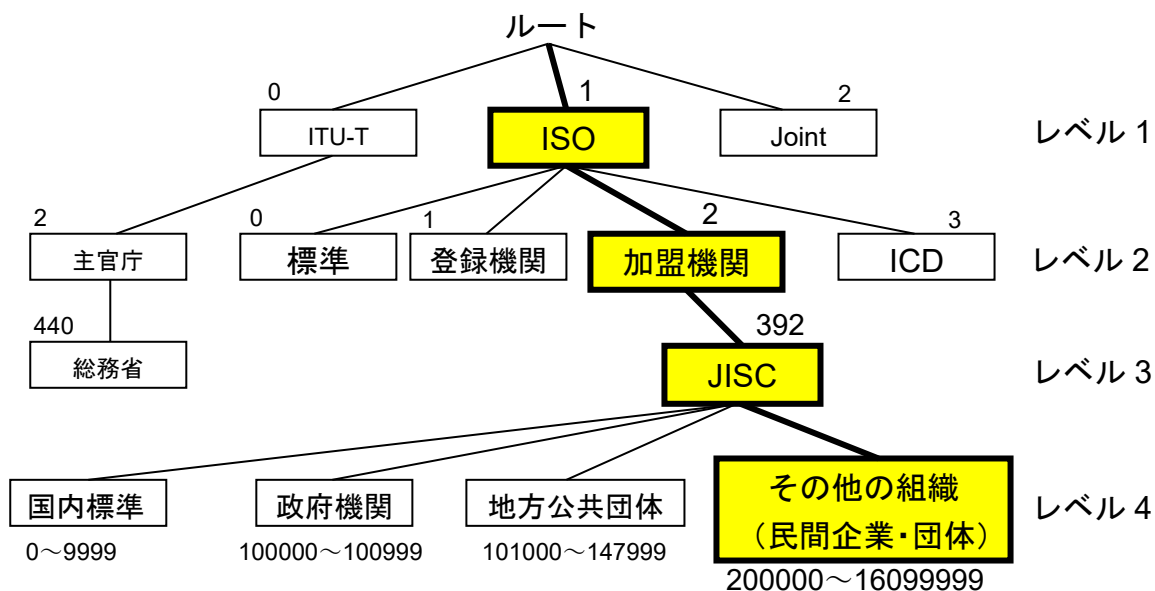 ルート
0
1
2
ITU-T
ISO
Joint
レベル 1
2
0
1
2
3
主官庁
標準
登録機関
加盟機関
ICD
レベル 2
440
392
総務省
JISC
レベル 3
国内標準
政府機関
地方公共団体
その他の組織
(民間企業・団体)
レベル 4
0～9999
100000～100999
101000～147999
200000～16099999